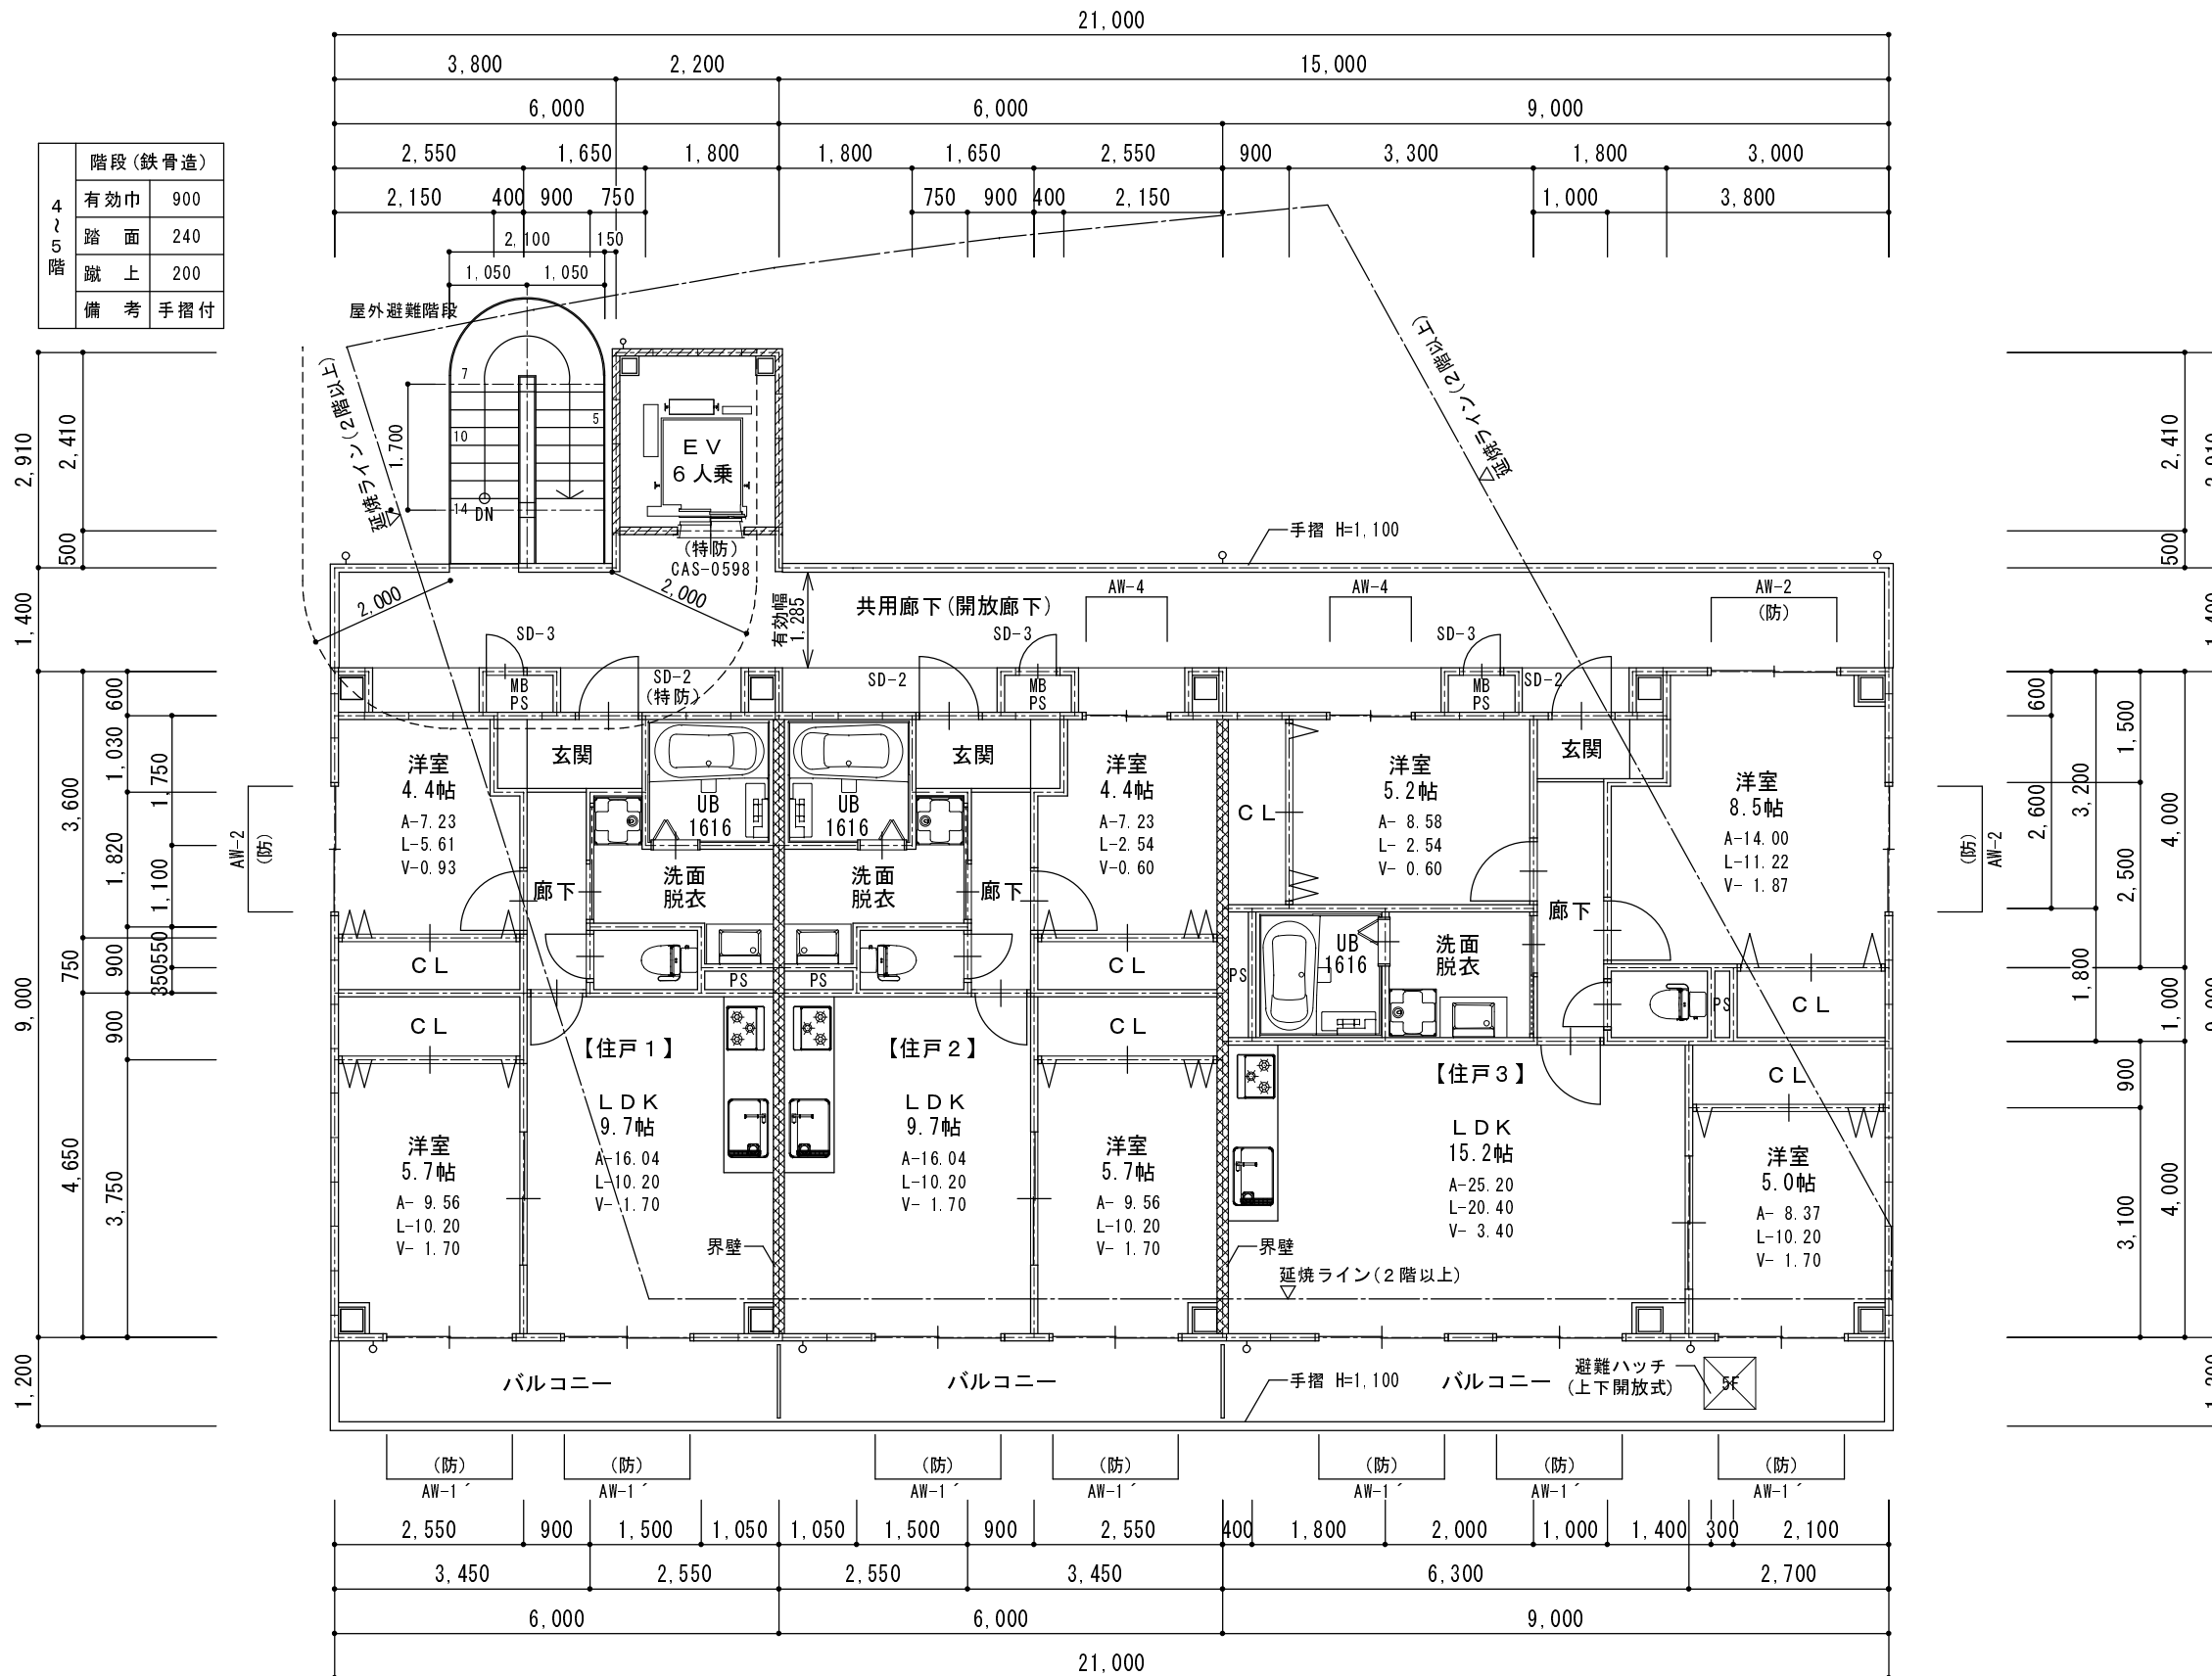 21,000
3,800 2,200 15,000
6,000 6,000 9,000
2,550 1,650 1,800 1,800 1,650 2,550 900 3,300 1,800 3,000
2,150 400 900 750 750 900 400 2,150 1,000 3,800
2,100 150
1,050 1,050
4~5階
階段(鉄骨造)
有効巾 900
踏 面 240
蹴 上 200
備 考 手摺付
屋外避難階段
延焼ライン(2階以上)
延焼ライン(2階以上)
7
5
10
14
DN
1,700
EV
6人乗
(特防)
CAS-0598
手摺 H=1,100
2,000
2,000
有効幅
1,285
共用廊下(開放廊下)
AW-4
AW-4
AW-2
(防)
SD-3
SD-3
SD-3
SD-2
(特防)
SD-2
SD-2
MB
PS
MB
PS
MB
PS
2,910
2,410
500
1,400
9,000
3,600
750
4,650
600
1,030
1,820
900
900
3,750
1,750
1,100
550
350
1,200
AW-2
(防)
2,410
500
600
2,600
3,200
1,800
1,500
2,500
1,000
900
3,100
4,000
4,000
(防)
AW-2
洋室
4.4帖
A-7.23
L-5.61
V-0.93
玄関
UB
1616
UB
1616
玄関
洋室
4.4帖
A-7.23
L-2.54
V-0.60
CL
洋室
5.2帖
A- 8.58
L- 2.54
V- 0.60
玄関
洋室
8.5帖
A-14.00
L-11.22
V- 1.87
廊下
洗面
脱衣
洗面
脱衣
廊下
廊下
CL
PS
PS
CL
PS
UB
1616
洗面
脱衣
PS
CL
CL
【住戸1】
【住戸2】
CL
【住戸3】
CL
LDK
9.7帖
A-16.04
L-10.20
V- 1.70
LDK
9.7帖
A-16.04
L-10.20
V- 1.70
LDK
15.2帖
A-25.20
L-20.40
V- 3.40
洋室
5.7帖
A- 9.56
L-10.20
V- 1.70
洋室
5.7帖
A- 9.56
L-10.20
V- 1.70
洋室
5.0帖
A- 8.37
L-10.20
V- 1.70
界壁
界壁
延焼ライン(2階以上)
バルコニー
バルコニー
手摺 H=1,100
バルコニー
避難ハッチ
(上下開放式)
5F
(防) (防) (防) (防) (防) (防) (防)
AW-1´ AW-1´ AW-1´ AW-1´ AW-1´ AW-1´ AW-1´
2,550 900 1,500 1,050 1,050 1,500 900 2,550 400 1,800 2,000 1,000 1,400 300 2,100
3,450 2,550 2,550 3,450 6,300 2,700
6,000 6,000 9,000
21,000